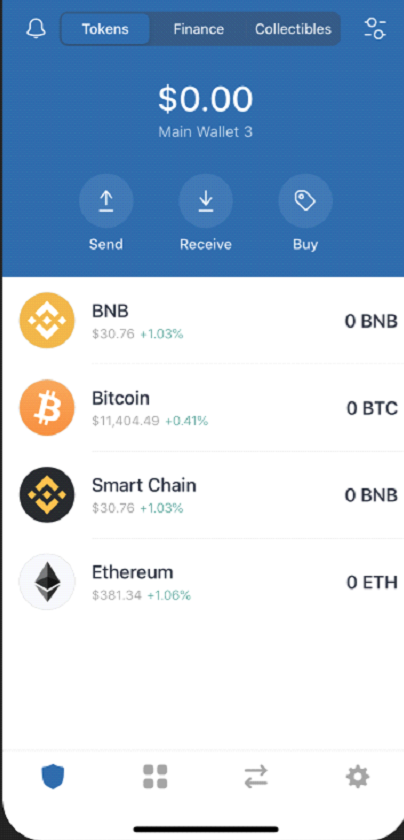 Tokens Finance Collectibles
$0.00
Main Wallet 3
Send Receive Buy
BNB
$30.76 +1.03%
0 BNB
Bitcoin
$11,404.49 +0.41%
0 BTC
Smart Chain
$30.76 +1.03%
0 BNB
Ethereum
$381.34 +1.06%
0 ETH